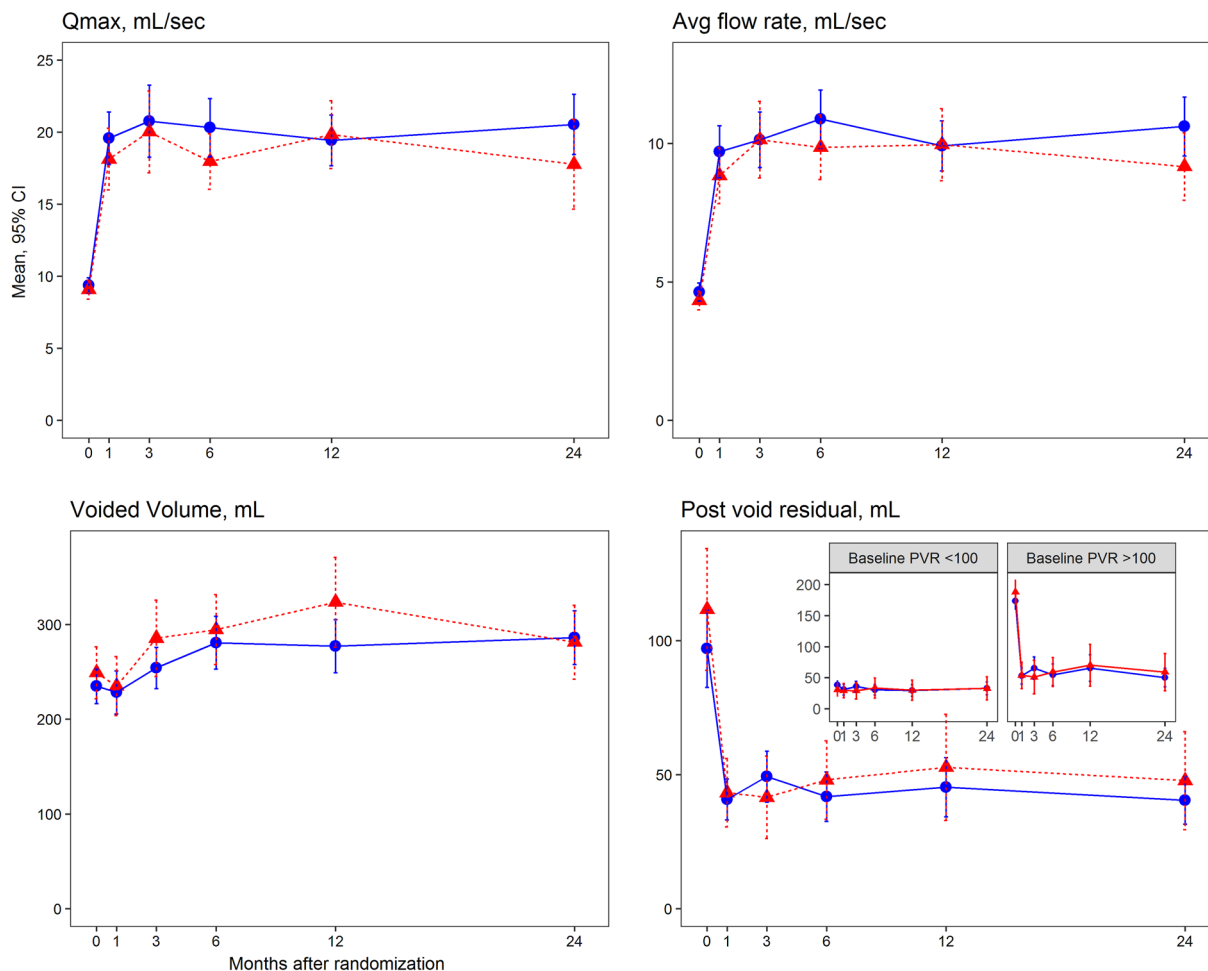 Qmax, mL/sec
Mean, 95% CI
25
20
15
10
5
0
0 1 3 6 12 24
Avg flow rate, mL/sec
10
5
0
0 1 3 6 12 24
Voided Volume, mL
300
200
100
0
0 1 3 6 12 24
Months after randomization
Post void residual, mL
100
50
0
0 1 3 6 12 24
Baseline PVR <100
Baseline PVR >100
200
150
100
50
0
0 1 3 6 12 24
0 1 3 6 12 24